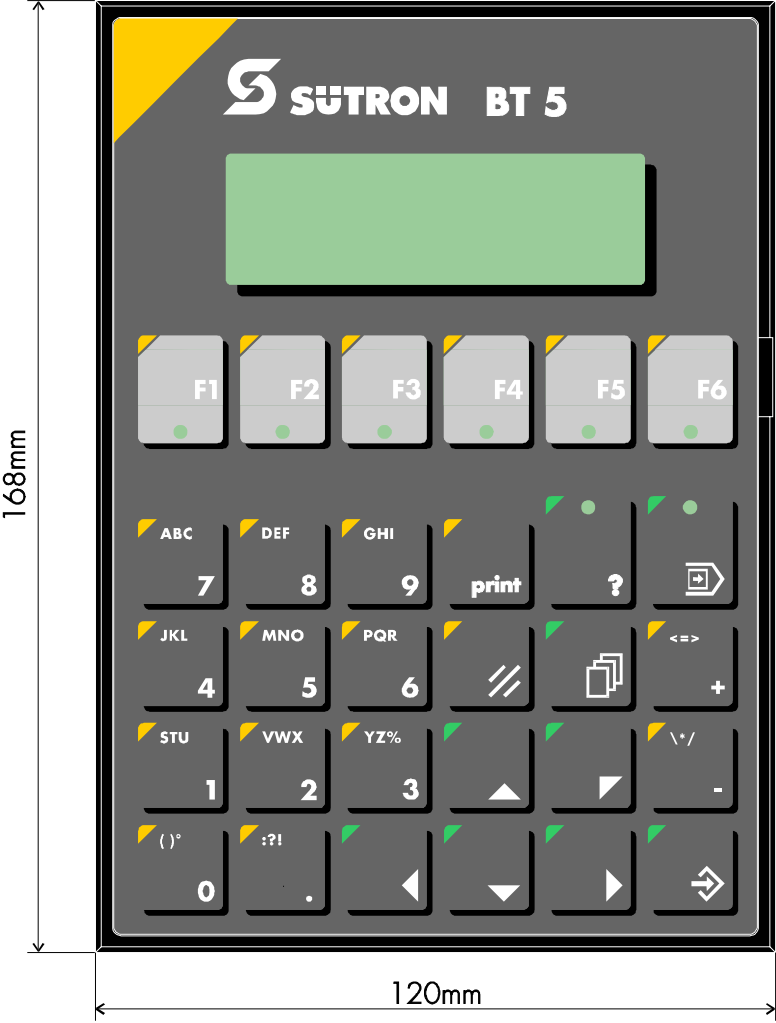 SÜTRON BT 5
F1 F2 F3 F4 F5 F6
168mm
ABC DEF GHI
7 8 9 print ?
JKL MNO PQR <=>
4 5 6 +
STU VWX YZ% \*/
1 2 3 -
( )° :?!
0 .
120mm